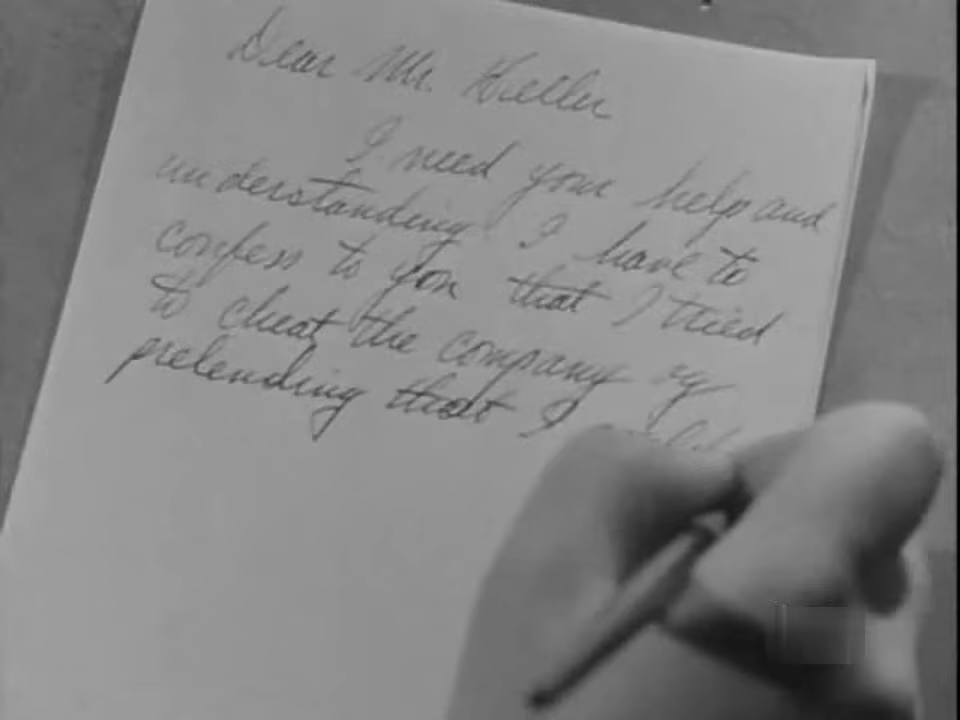 Dear Mr. Keller
I need your help and
understanding I have to
confess to you that I tried
to cheat the company by
pretending that I